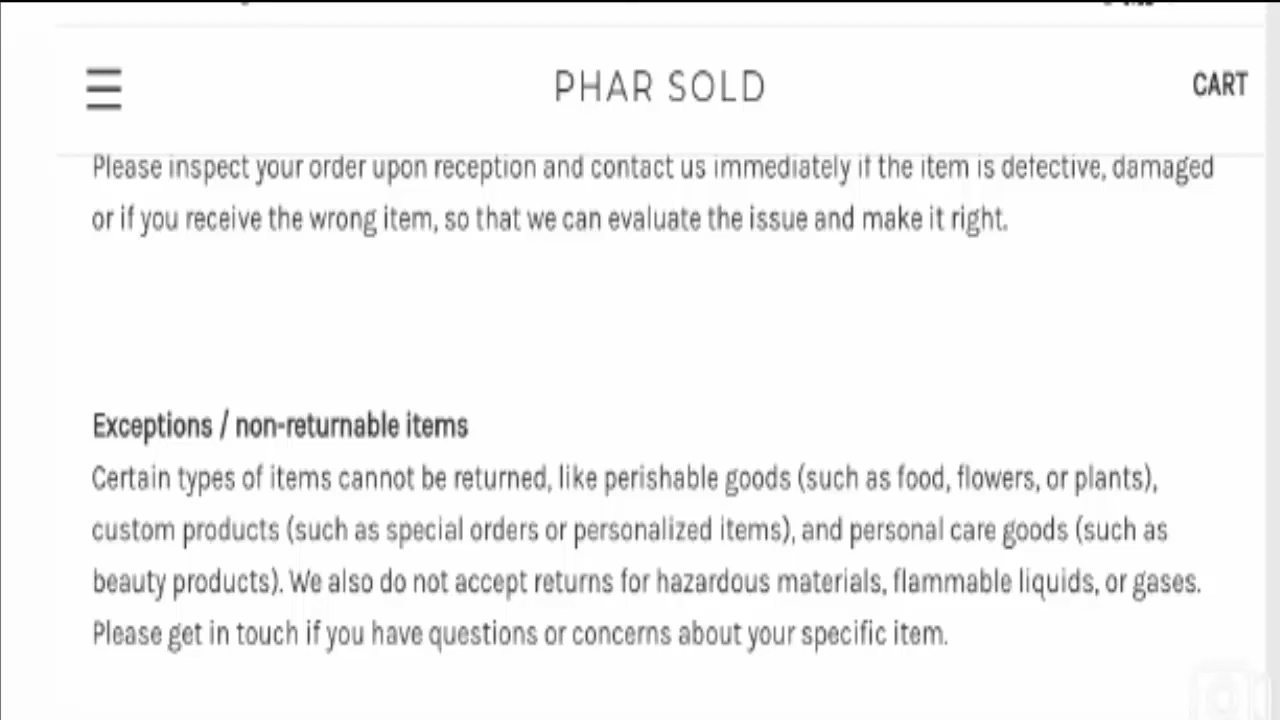 PHAR SOLD
CART
Please inspect your order upon reception and contact us immediately if the item is defective, damaged
or if you receive the wrong item, so that we can evaluate the issue and make it right.
Exceptions / non-returnable items
Certain types of items cannot be returned, like perishable goods (such as food, flowers, or plants),
custom products (such as special orders or personalized items), and personal care goods (such as
beauty products). We also do not accept returns for hazardous materials, flammable liquids, or gases.
Please get in touch if you have questions or concerns about your specific item.